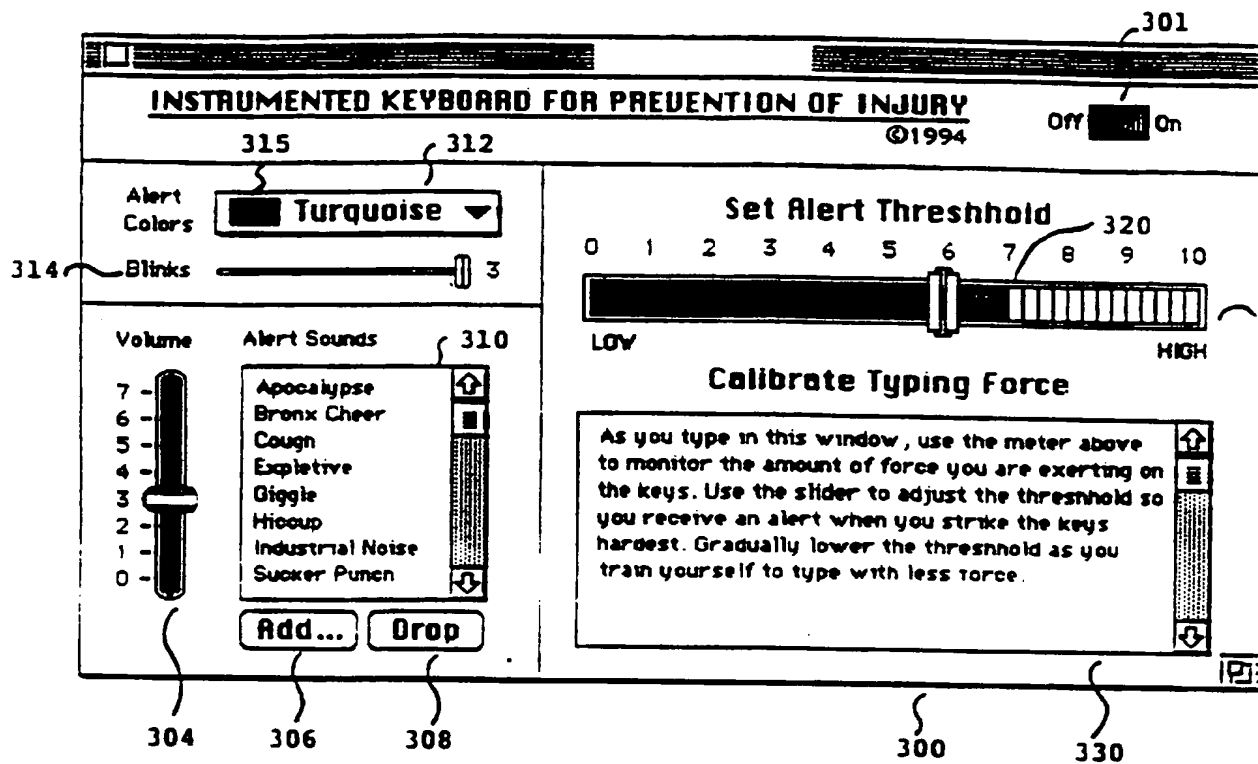 301
INSTRUMENTED KEYBOARD FOR PREVENTION OF INJURY
©1994
Off On
315 312
Alert Colors
Turquoise
314 Blinks 3
Volume
7 -
6 -
5 -
4 -
3
2 -
1 -
0 -
Alert Sounds 310
Apocalypse
Bronx Cheer
Cough
Expletive
Giggle
Hiccup
Industrial Noise
Sucker Punch
Add... Drop
Set Alert Threshhold
320
0 1 2 3 4 5 6 7 8 9 10
LOW HIGH
Calibrate Typing Force
As you type in this window, use the meter above
to monitor the amount of force you are exerting on
the keys. Use the slider to adjust the threshhold so
you receive an alert when you strike the keys
hardest. Gradually lower the threshhold as you
train yourself to type with less force.
304 306 308 300 330